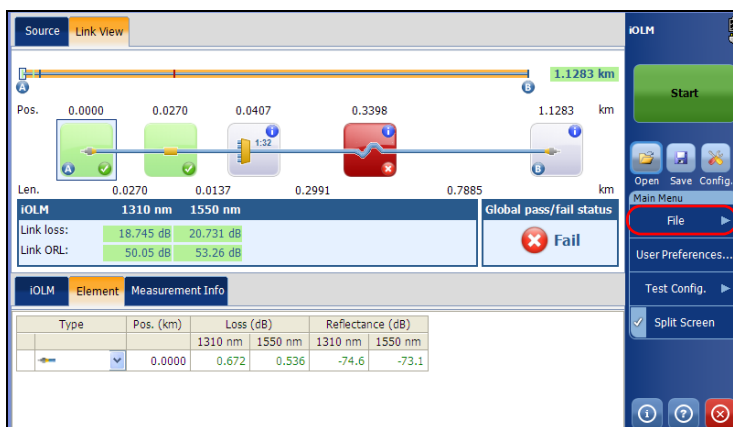 Source Link View
iOLM
1.1283 km
A B
Pos. 0.0000 0.0270 0.0407 0.3398 1.1283 km
1:32
A B
Len. 0.0270 0.0137 0.2991 0.7885 km
iOLM 1310 nm 1550 nm Global pass/fail status
Link loss: 18.745 dB 20.731 dB
Link ORL: 50.05 dB 53.26 dB
Fail
iOLM Element Measurement Info
Type Pos. (km) Loss (dB) Reflectance (dB)
1310 nm 1550 nm 1310 nm 1550 nm
0.0000 0.672 0.536 -74.6 -73.1
Start
Open Save Config.
Main Menu
File
User Preferences...
Test Config.
Split Screen